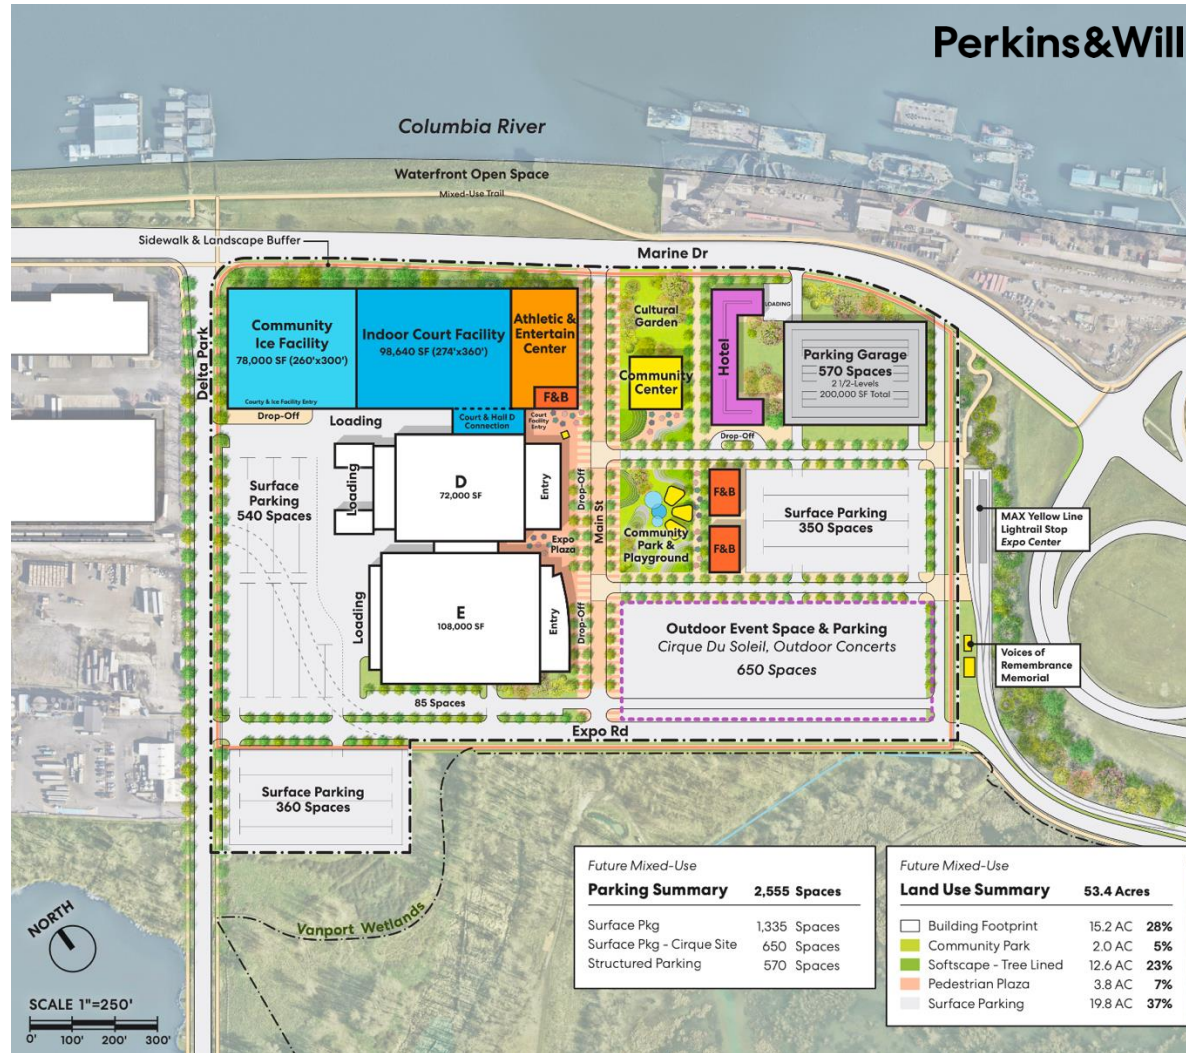 Perkins&Will
Columbia River
Waterfront Open Space
Mixed-Use Trail
Sidewalk & Landscape Buffer
Marine Dr
Delta Park
Community
Ice Facility
78,000 SF (260'x300')
County & Ice Facility Entry
Drop-Off
Indoor Court Facility
98,640 SF (274'x360')
Athletic &
Entertain
Center
F&B
Court
Facility
Entry
Court & Hall D
Connection
Cultural
Garden
Community
Center
Hotel
LOADING
Parking Garage
570 Spaces
2 1/2-Levels
200,000 SF Total
Drop-Off
Loading
Loading
D
72,000 SF
Entry
Drop-Off
Main St
Surface
Parking
540 Spaces
Expo
Plaza
Community
Park &
Playground
F&B
F&B
Surface Parking
350 Spaces
MAX Yellow Line
Lightrail Stop
Expo Center
Loading
E
108,000 SF
Entry
Drop-Off
Outdoor Event Space & Parking
Cirque Du Soleil, Outdoor Concerts
650 Spaces
Voices of
Remembrance
Memorial
85 Spaces
Expo Rd
Surface Parking
360 Spaces
Vanport Wetlands
NORTH
SCALE 1"=250'
0' 100' 200' 300'
Future Mixed-Use
Parking Summary 2,555 Spaces
Surface Pkg 1,335 Spaces
Surface Pkg - Cirque Site 650 Spaces
Structured Parking 570 Spaces
Future Mixed-Use
Land Use Summary 53.4 Acres
Building Footprint 15.2 AC 28%
Community Park 2.0 AC 5%
Softscape - Tree Lined 12.6 AC 23%
Pedestrian Plaza 3.8 AC 7%
Surface Parking 19.8 AC 37%